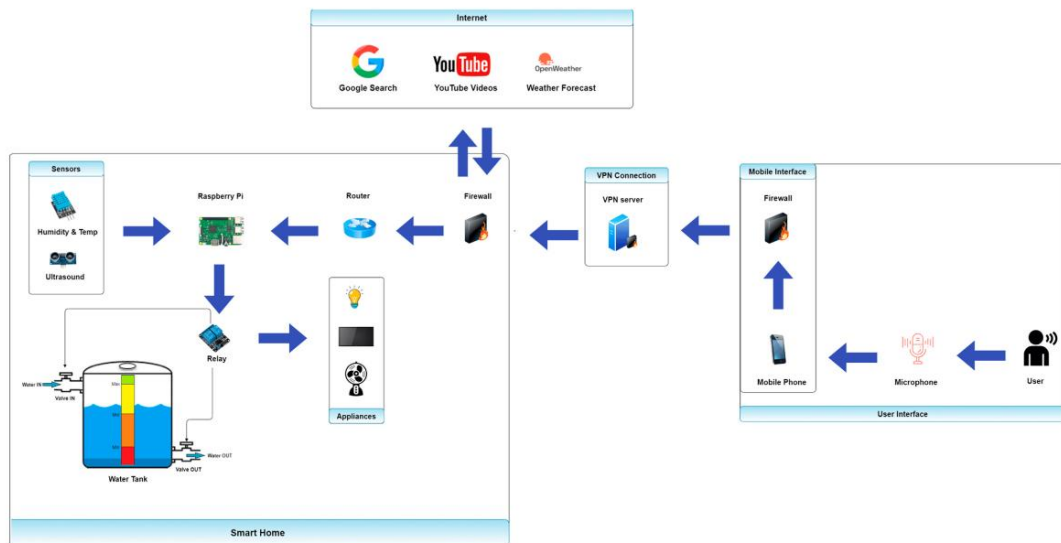 Internet
YouTube
OpenWeather
Google Search
YouTube Videos
Weather Forecast
Sensors
Humidity & Temp
Ultrasound
Raspberry Pi
Router
Firewall
VPN Connection
VPN server
Mobile Interface
Firewall
Mobile Phone
Microphone
User
User Interface
Relay
Appliances
Water IN
Valve IN
Water OUT
Valve OUT
Water Tank
Smart Home